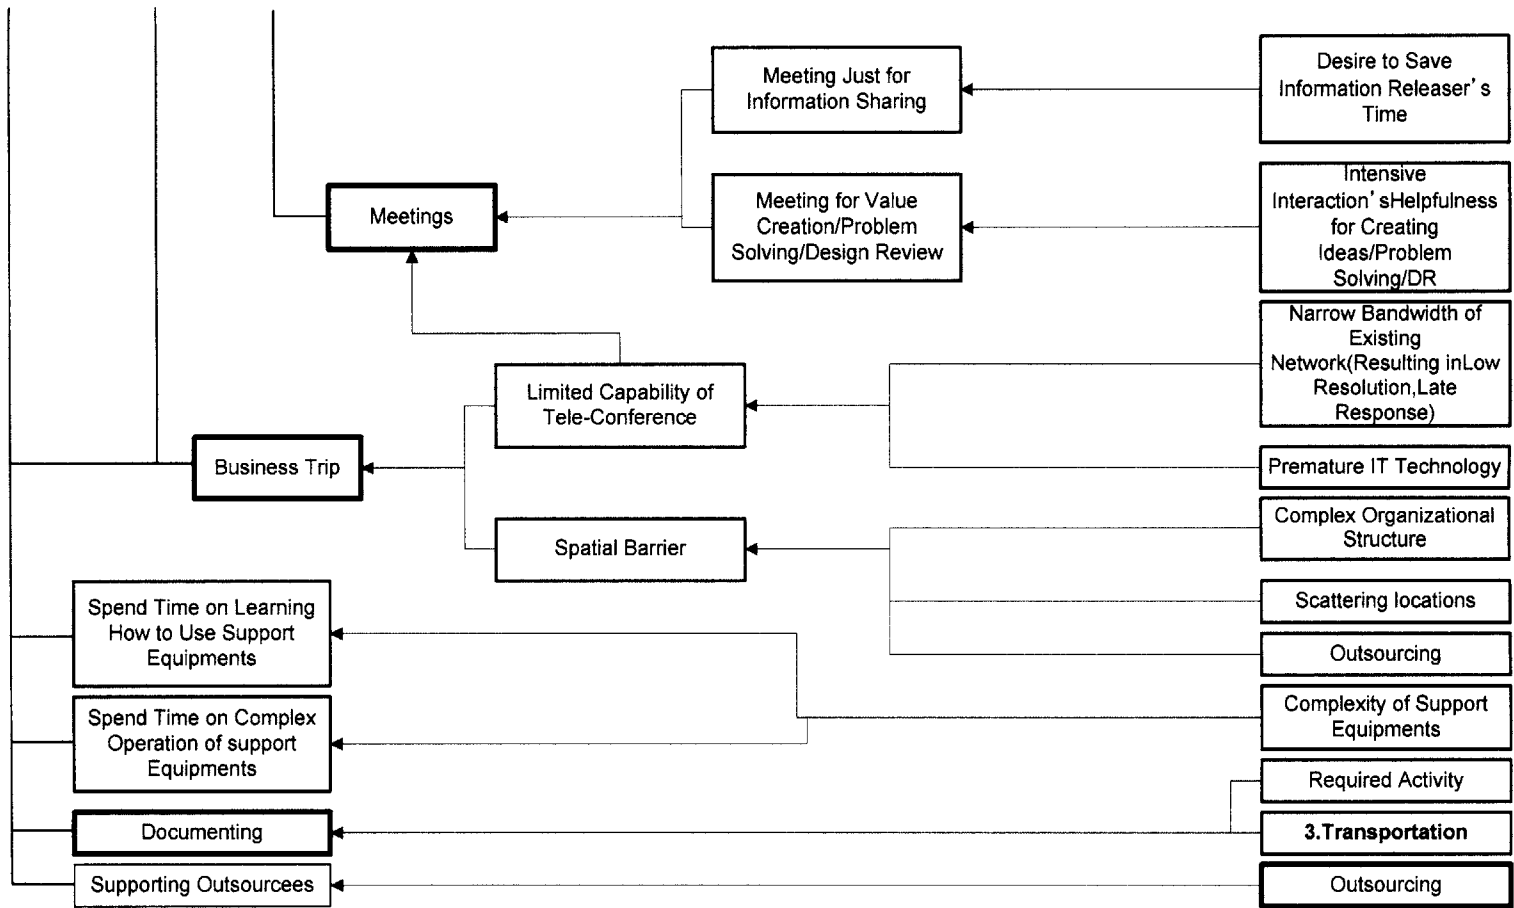 Meeting Just for
Information Sharing
Desire to Save
Information Releaser's
Time
Meetings
Meeting for Value
Creation/Problem
Solving/Design Review
Intensive
Interaction'sHelpfulness
for Creating
Ideas/Problem
Solving/DR
Limited Capability of
Tele-Conference
Narrow Bandwidth of
Existing
Network(Resulting inLow
Resolution,Late
Response)
Business Trip
Premature IT Technology
Spatial Barrier
Complex Organizational
Structure
Spend Time on Learning
How to Use Support
Equipments
Scattering locations
Outsourcing
Spend Time on Complex
Operation of support
Equipments
Complexity of Support
Equipments
Required Activity
Documenting
3.Transportation
Supporting Outsourcees
Outsourcing